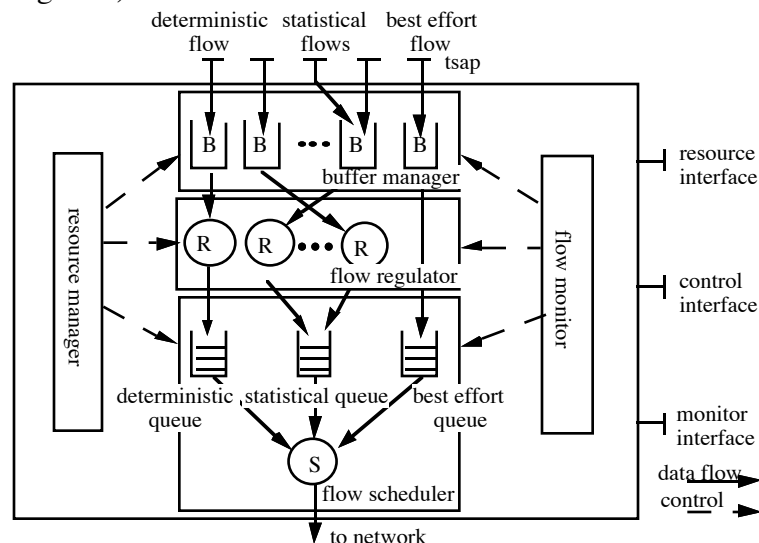 deterministic statistical best effort
flow flows flow
tsap
B B B B
buffer manager
resource
interface
resource manager
flow monitor
R R R
flow regulator
control
interface
deterministic statistical queue best effort
queue queue
monitor
interface
S
flow scheduler
data flow
control
to network